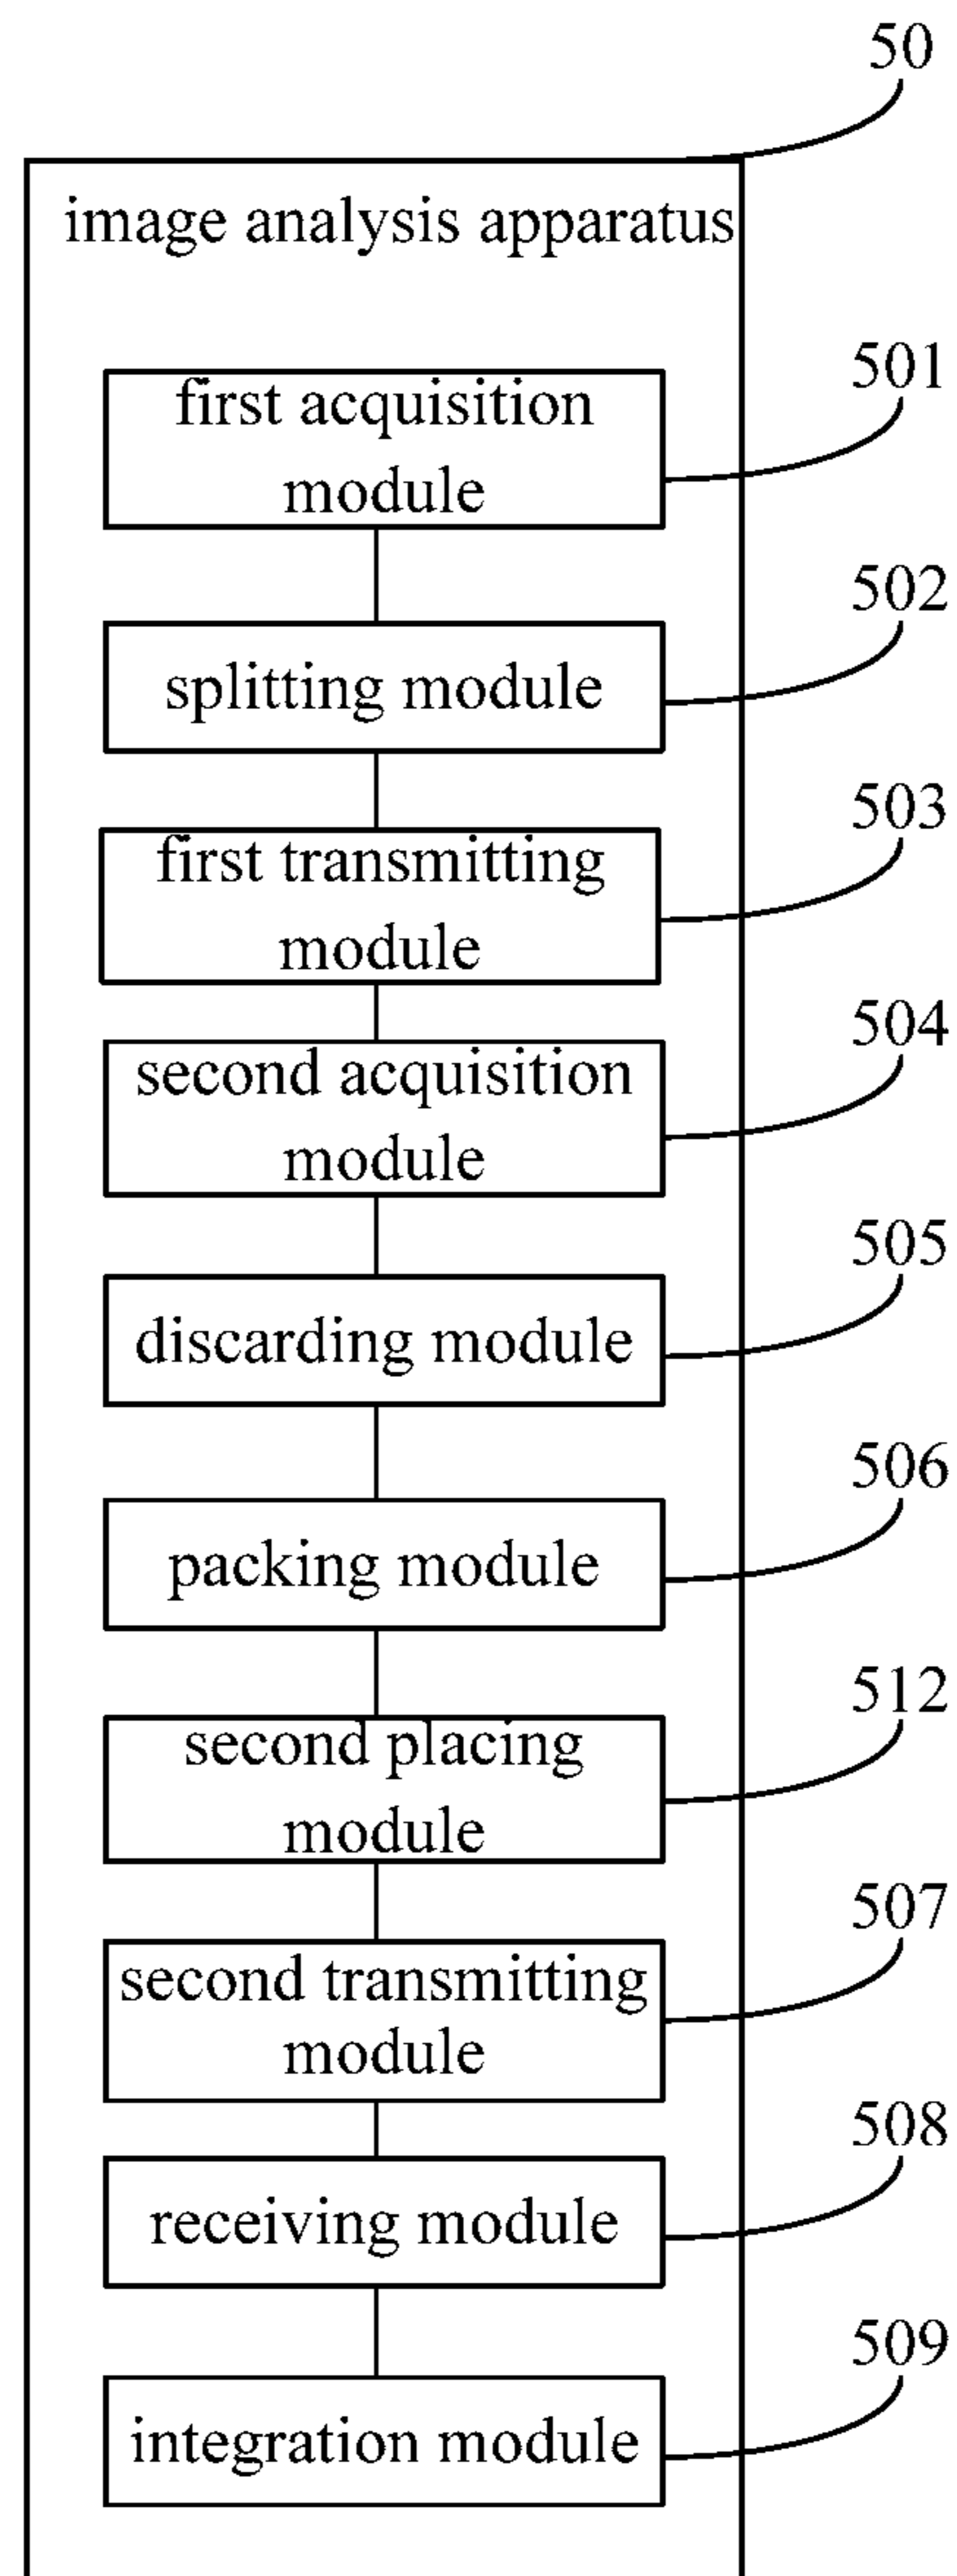 50
image analysis apparatus
501
first acquisition
module
502
splitting module
503
first transmitting
module
504
second acquisition
module
505
discarding module
506
packing module
512
second placing
module
507
second transmitting
module
508
receiving module
509
integration module